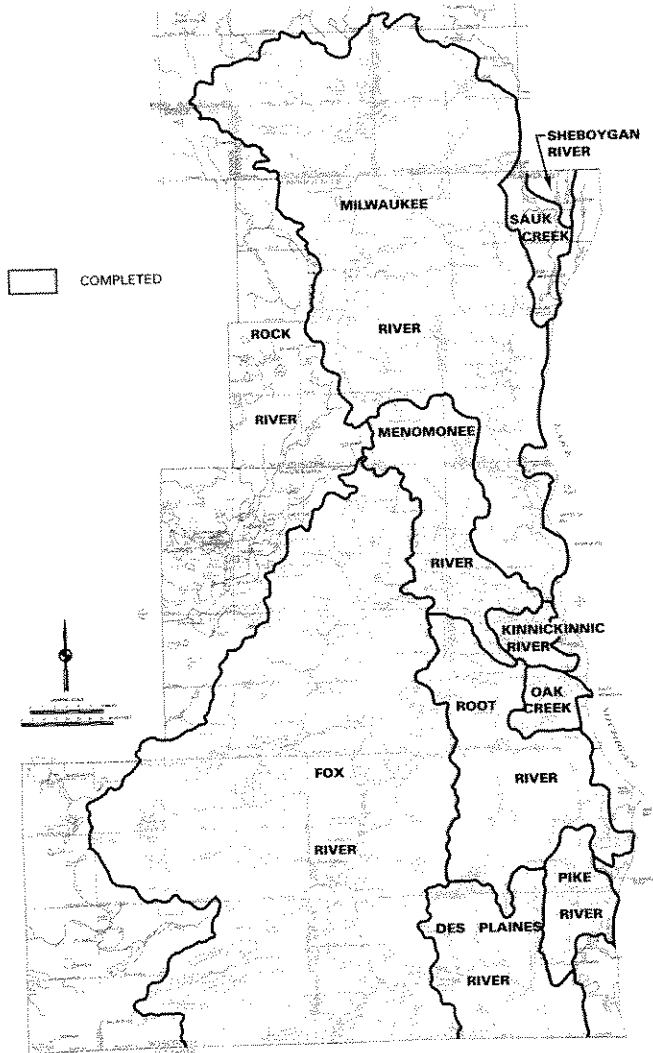 SHEBOYGAN
RIVER
MILWAUKEE
SAUK
CREEK
COMPLETED
ROCK
RIVER
RIVER
MENOMONEE
RIVER
KINNICKINNIC
RIVER
OAK
CREEK
ROOT
MICHIGAN
FOX
RIVER
RIVER
PIKE
RIVER
DES PLAINES
RIVER